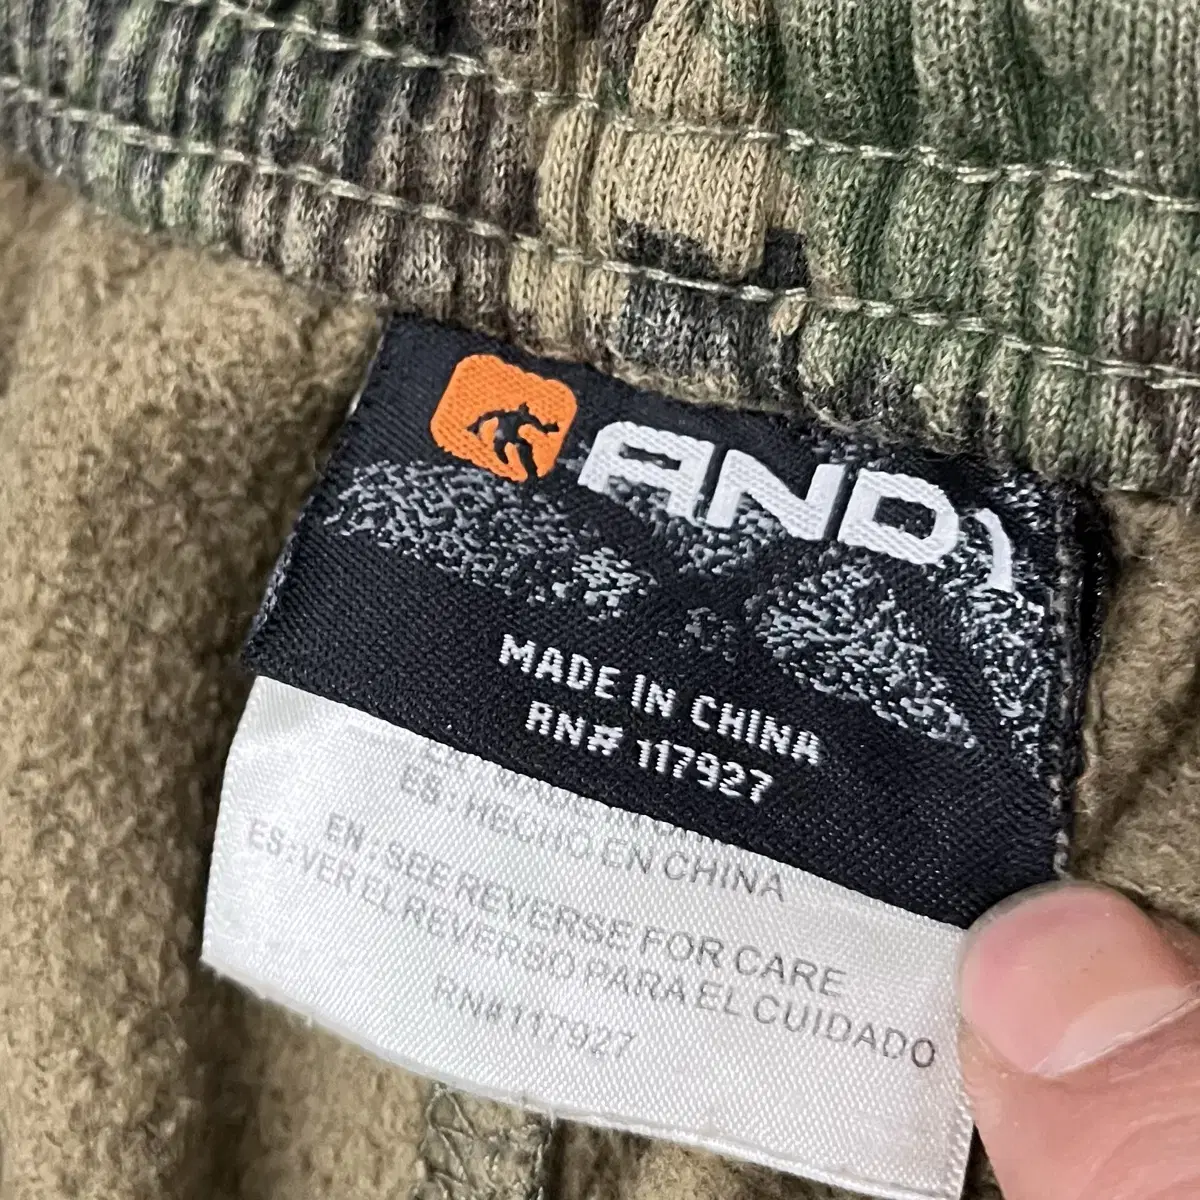 AND1
MADE IN CHINA
RN# 117927
ES: HECHO EN CHINA
EN: SEE REVERSE FOR CARE
ES: VER EL REVERSO PARA EL CUIDADO
RN#117927